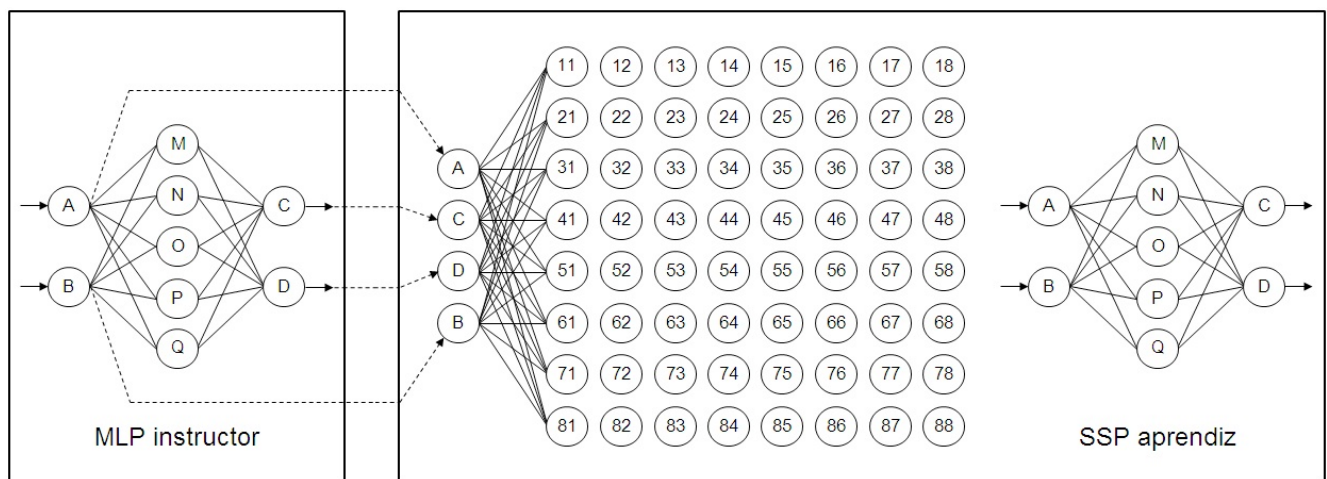 M
N
A C
O
B D
P
Q
MLP instructor
A
C
D
B
11 12 13 14 15 16 17 18
21 22 23 24 25 26 27 28
31 32 33 34 35 36 37 38
41 42 43 44 45 46 47 48
51 52 53 54 55 56 57 58
61 62 63 64 65 66 67 68
71 72 73 74 75 76 77 78
81 82 83 84 85 86 87 88
M
N
A C
O
B D
P
Q
SSP aprendiz